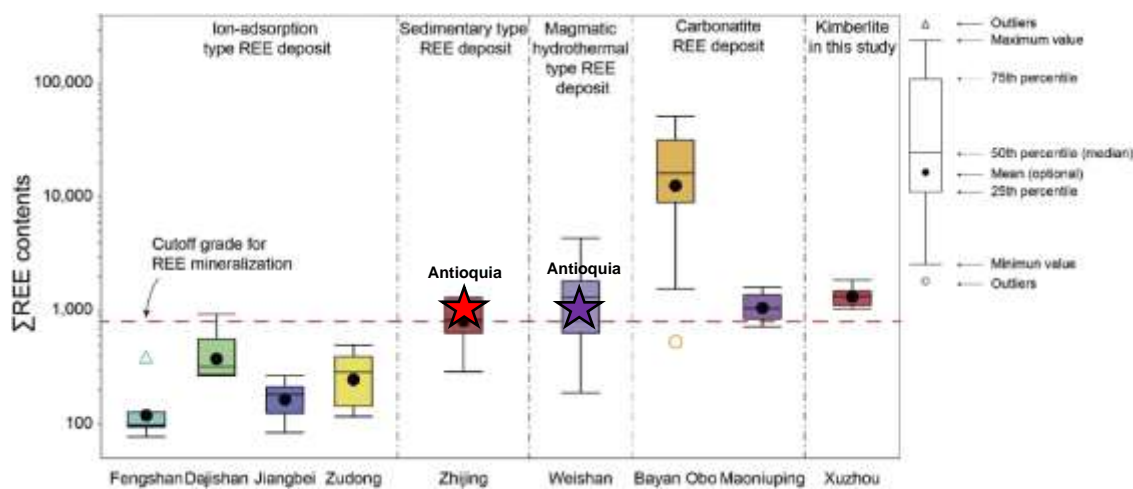 Ion-adsorption
type REE deposit
Sedimentary type
REE deposit
Magmatic
hydrothermal
type REE
deposit
Carbonatite
REE deposit
Kimberlite
in this study
Outliers
Maximum value
75th percentile
50th percentile (median)
Mean (optional)
25th percentile
Minimun value
Outliers
∑REE contents
100,000
10,000
1,000
100
Cutoff grade for
REE mineralization
Antioquia
Antioquia
Fengshan Dajishan Jiangbei Zudong Zhijing Weishan Bayan Obo Maoniuping Xuzhou